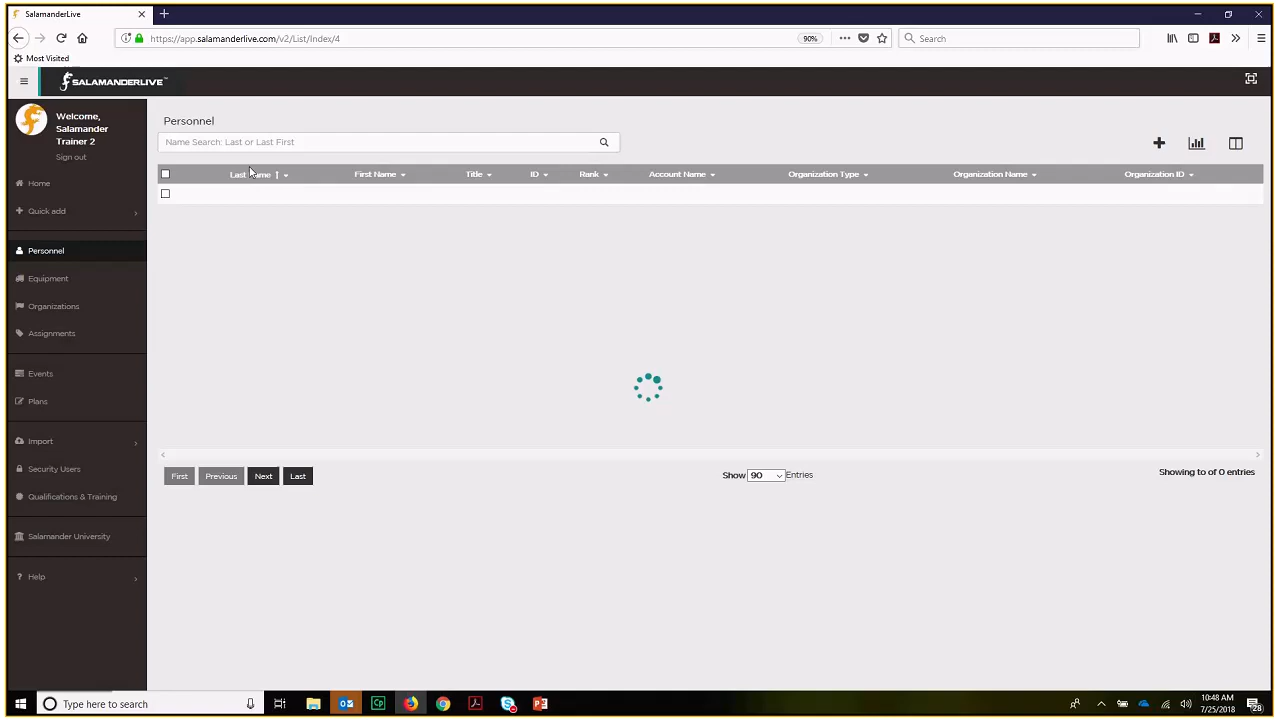 SalamanderLive
https://app.salamanderlive.com/v2/List/Index/4
90%
Search
Most Visited
SALAMANDERLIVE™
Welcome,
Salamander
Trainer 2
Sign out
Home
Quick add
Personnel
Equipment
Organizations
Assignments
Events
Plans
Import
Security Users
Qualifications & Training
Salamander University
? Help
Personnel
Name Search: Last or Last First
Last Name First Name Title ID Rank Account Name Organization Type Organization Name Organization ID
First Previous Next Last
Show 90 Entries
Showing to of 0 entries
Type here to search
10:48 AM
7/25/2018
28